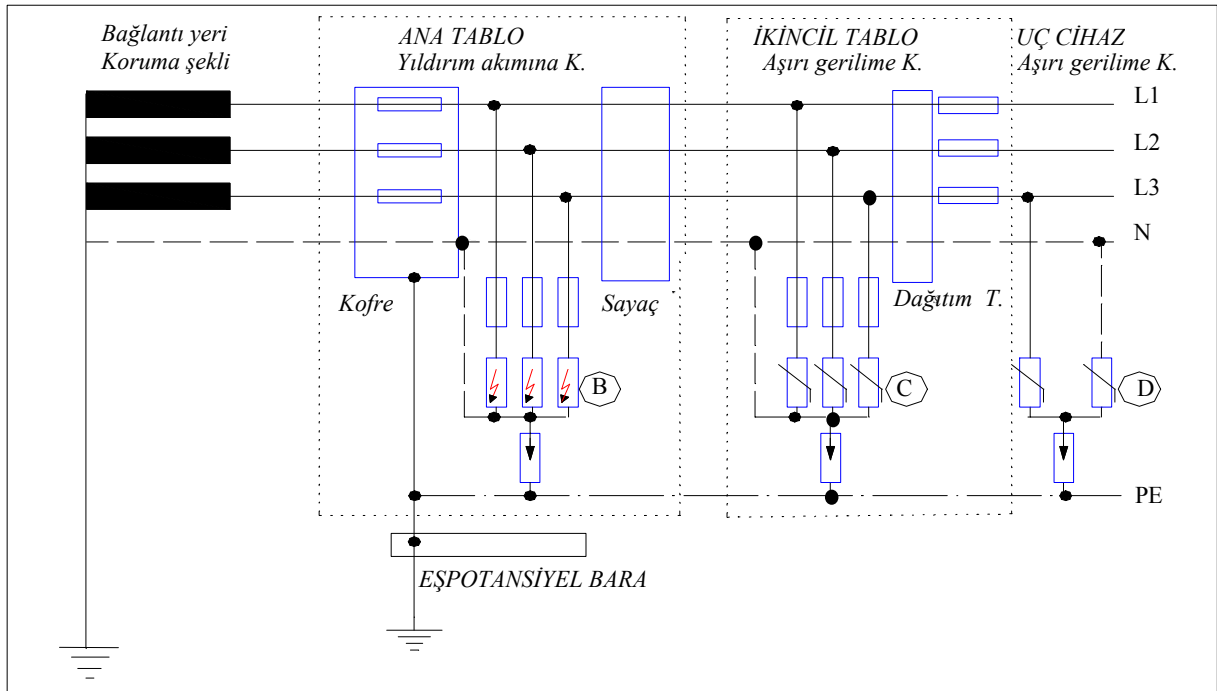 Bağlantı yeri
Koruma şekli
ANA TABLO
Yıldırım akımına K.
İKİNCİL TABLO
Aşırı gerilime K.
UÇ CİHAZ
Aşırı gerilime K.
L1
L2
L3
N
Kofre
Sayaç
Dağıtım T.
B
C
D
PE
EŞPOTANSİYEL BARA